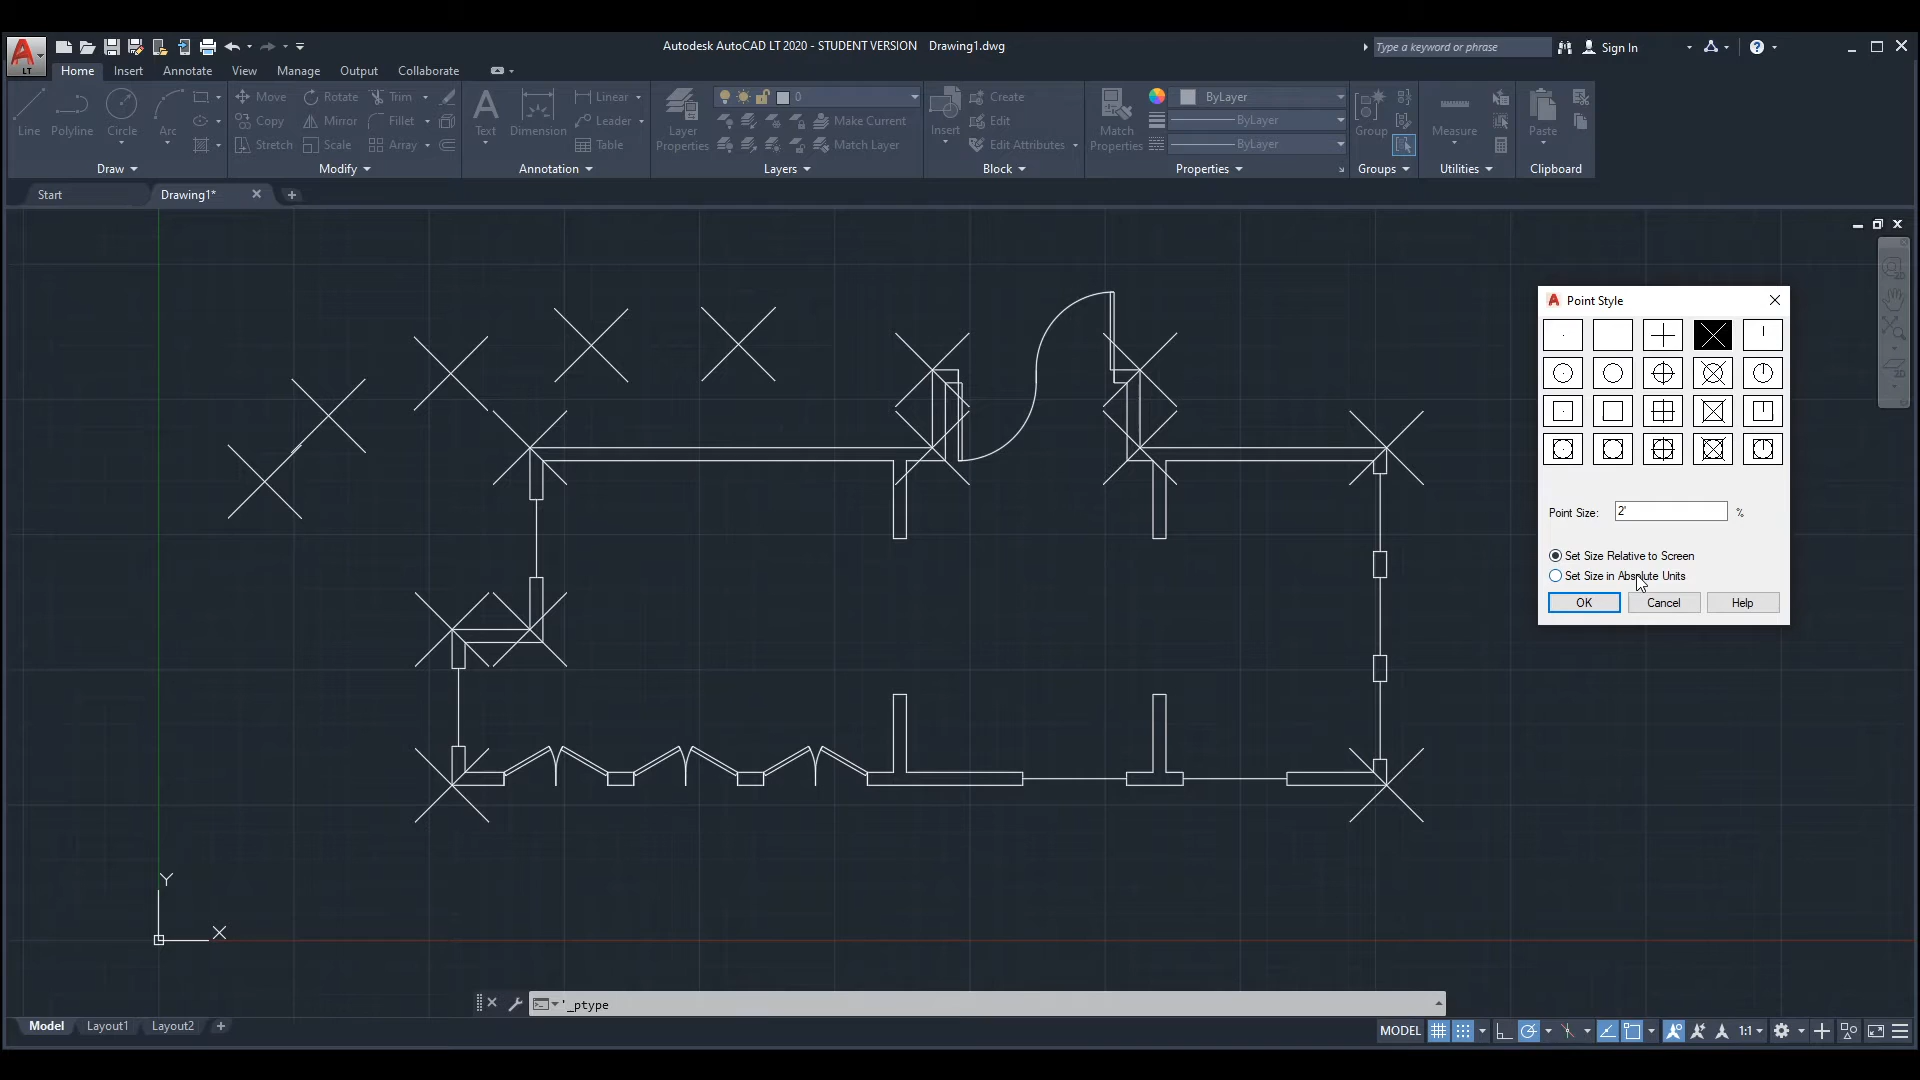 Autodesk AutoCAD LT 2020 - STUDENT VERSION Drawing1.dwg
Type a keyword or phrase
Sign In
LT
Home Insert Annotate View Manage Output Collaborate
Line Polyline Circle Arc
Move Rotate Trim
Copy Mirror Fillet
Stretch Scale Array
Text Dimension
Linear
Leader
Table
Layer Properties
0
Make Current
Match Layer
Insert
Create
Edit
Edit Attributes
Match Properties
ByLayer
ByLayer
ByLayer
Group
Measure
Paste
Draw Modify Annotation Layers Block Properties Groups Utilities Clipboard
Start Drawing1*
Point Style
Point Size: 2' %
Set Size Relative to Screen
Set Size in Absolute Units
OK Cancel Help
2D
2D
Y
X
'_ptype
Model Layout1 Layout2
MODEL 1:1